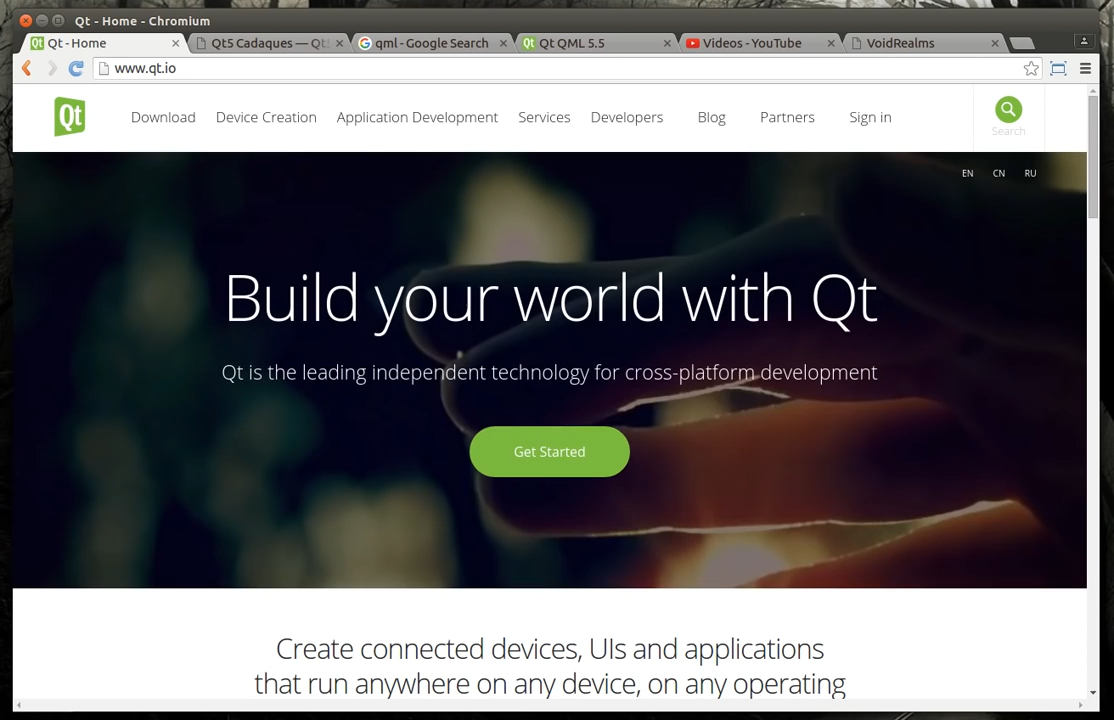 Qt - Home - Chromium
Qt - Home
Qt5 Cadaques — Qt5
qml - Google Search
Qt QML 5.5
Videos - YouTube
VoidRealms
www.qt.io
Qt
Download
Device Creation
Application Development
Services
Developers
Blog
Partners
Sign in
Search
EN CN RU
Build your world with Qt
Qt is the leading independent technology for cross-platform development
Get Started
Create connected devices, UIs and applications
that run anywhere on any device, on any operating